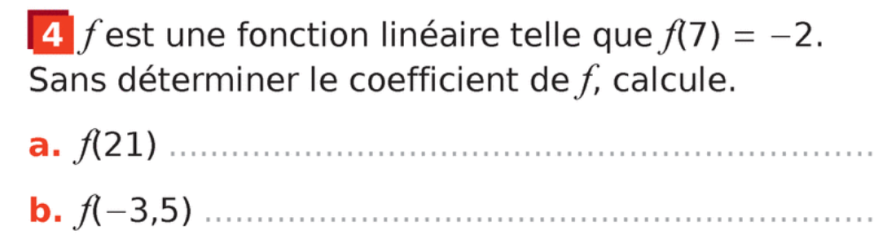 4 f est une fonction linéaire telle que f(7) = −2.
Sans déterminer le coefficient de f, calcule.
a. f(21) ........................................................................
b. f(−3,5) ....................................................................